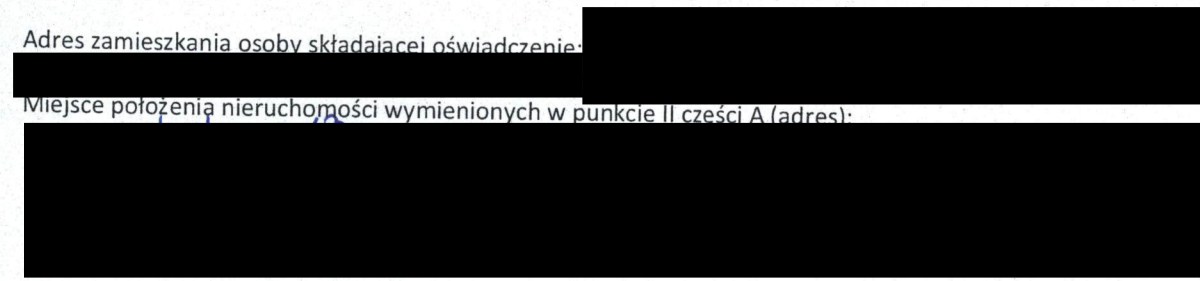 Adres zamieszkania osoby składającej oświadczenie:
Miejsce położenia nieruchomości wymienionych w punkcie II części A (adres):